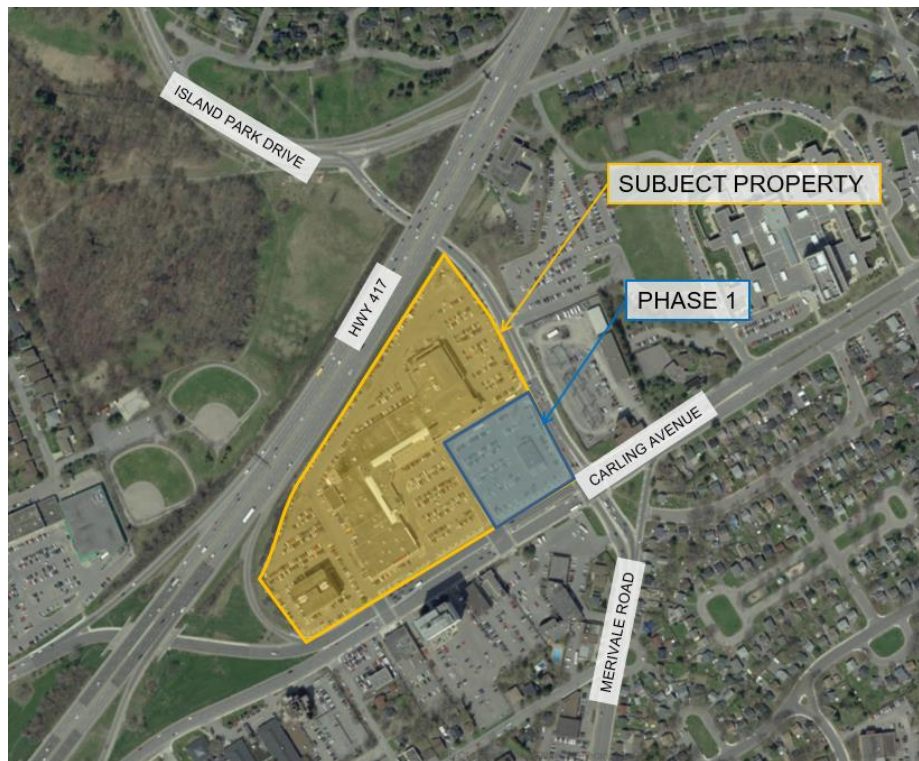 ISLAND PARK DRIVE
SUBJECT PROPERTY
HWY 417
PHASE 1
CARLING AVENUE
MERIVALE ROAD